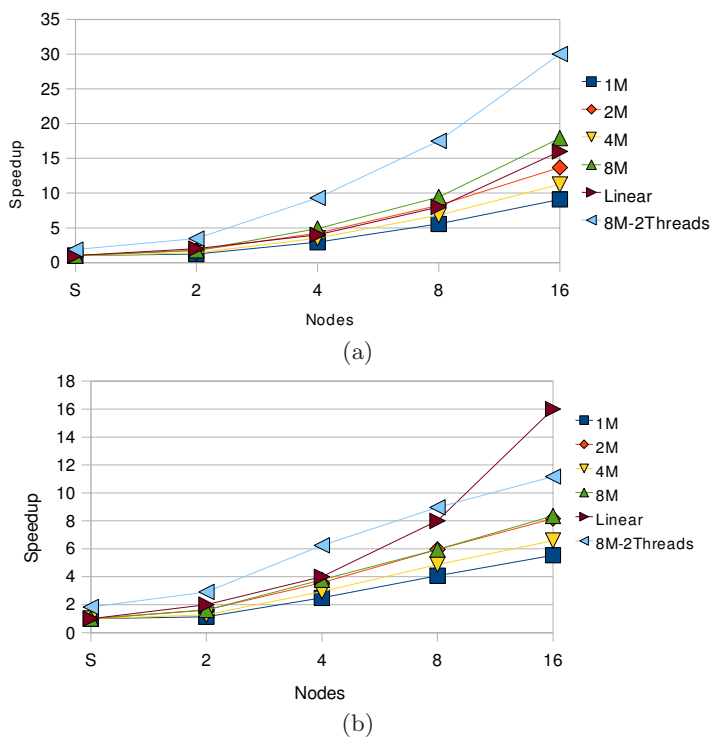 35
30
25
20
15
10
5
0
Speedup
S 2 4 8 16
Nodes
1M
2M
4M
8M
Linear
8M-2Threads
(a)
18
16
14
12
10
8
6
4
2
0
Speedup
S 2 4 8 16
Nodes
1M
2M
4M
8M
Linear
8M-2Threads
(b)